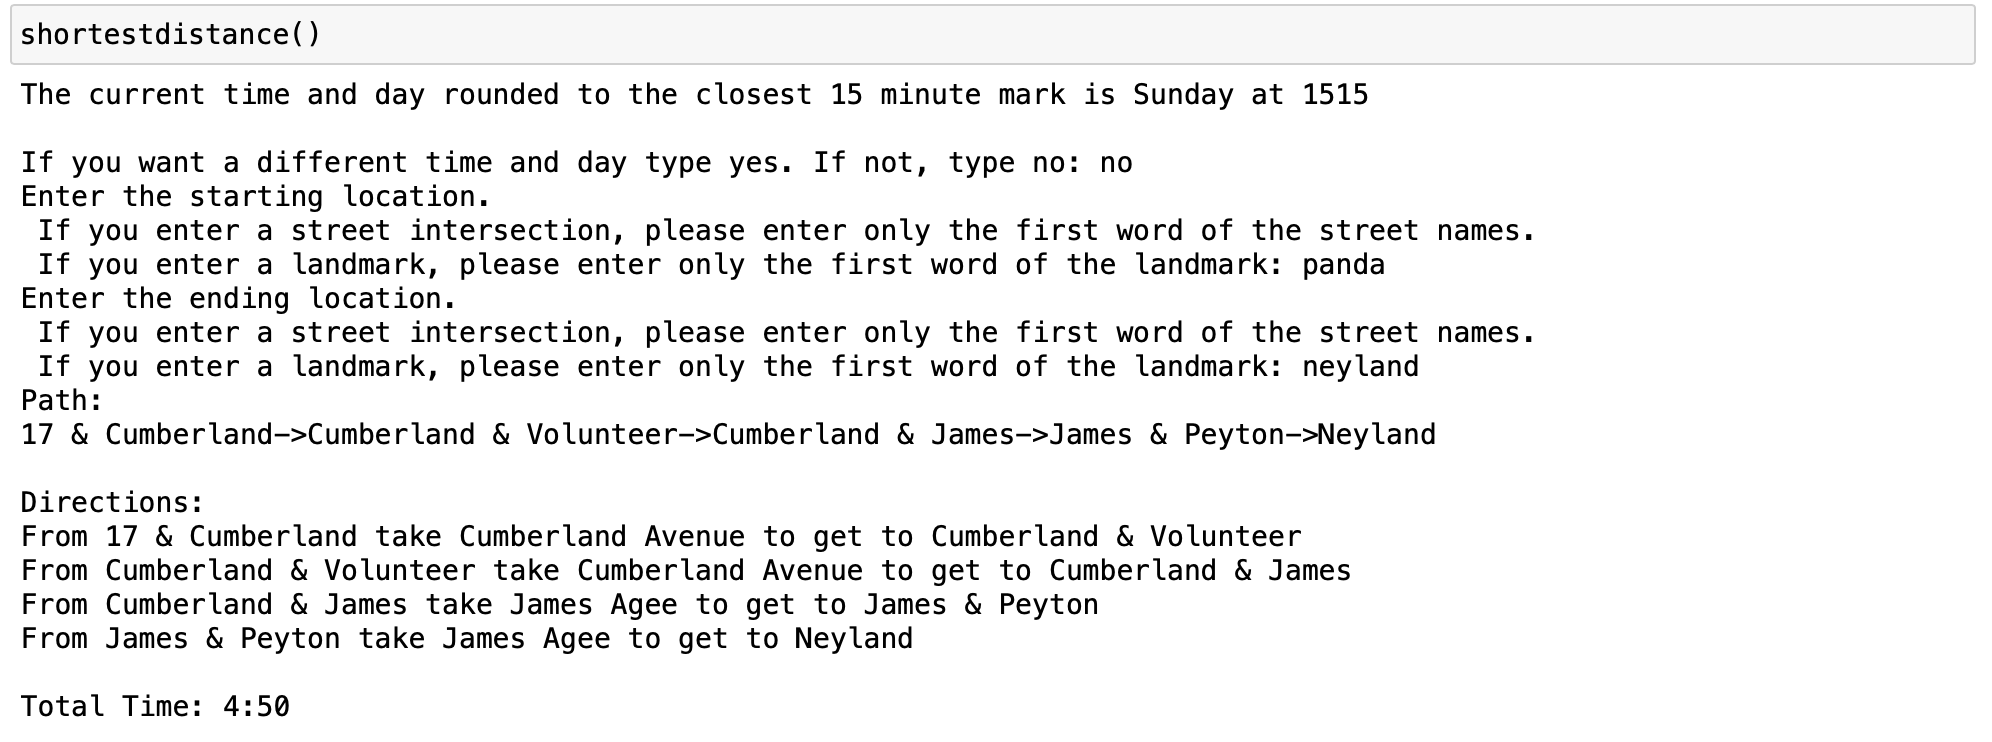 shortestdistance()
The current time and day rounded to the closest 15 minute mark is Sunday at 1515
If you want a different time and day type yes. If not, type no: no
Enter the starting location.
If you enter a street intersection, please enter only the first word of the street names.
If you enter a landmark, please enter only the first word of the landmark: panda
Enter the ending location.
If you enter a street intersection, please enter only the first word of the street names.
If you enter a landmark, please enter only the first word of the landmark: neyland
Path:
17 & Cumberland->Cumberland & Volunteer->Cumberland & James->James & Peyton->Neyland
Directions:
From 17 & Cumberland take Cumberland Avenue to get to Cumberland & Volunteer
From Cumberland & Volunteer take Cumberland Avenue to get to Cumberland & James
From Cumberland & James take James Agee to get to James & Peyton
From James & Peyton take James Agee to get to Neyland
Total Time: 4:50